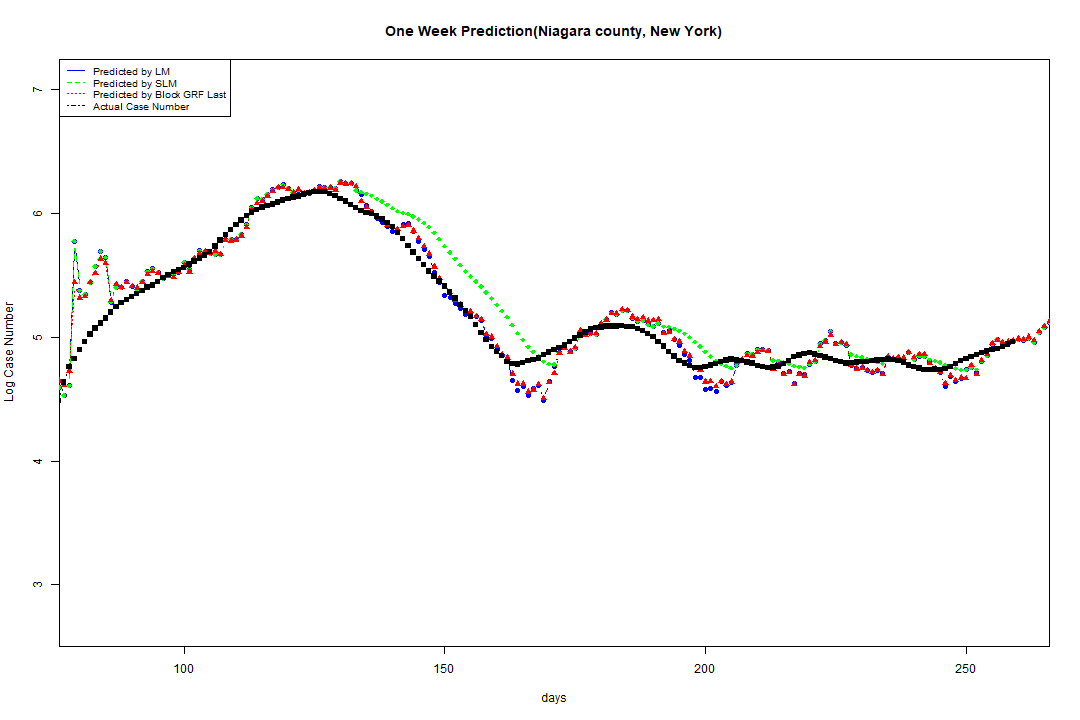 One Week Prediction(Niagara county, New York)
Predicted by LM
Predicted by SLM
Predicted by Block GRF Last
Actual Case Number
7
6
5
4
3
Log Case Number
100 150 200 250
days